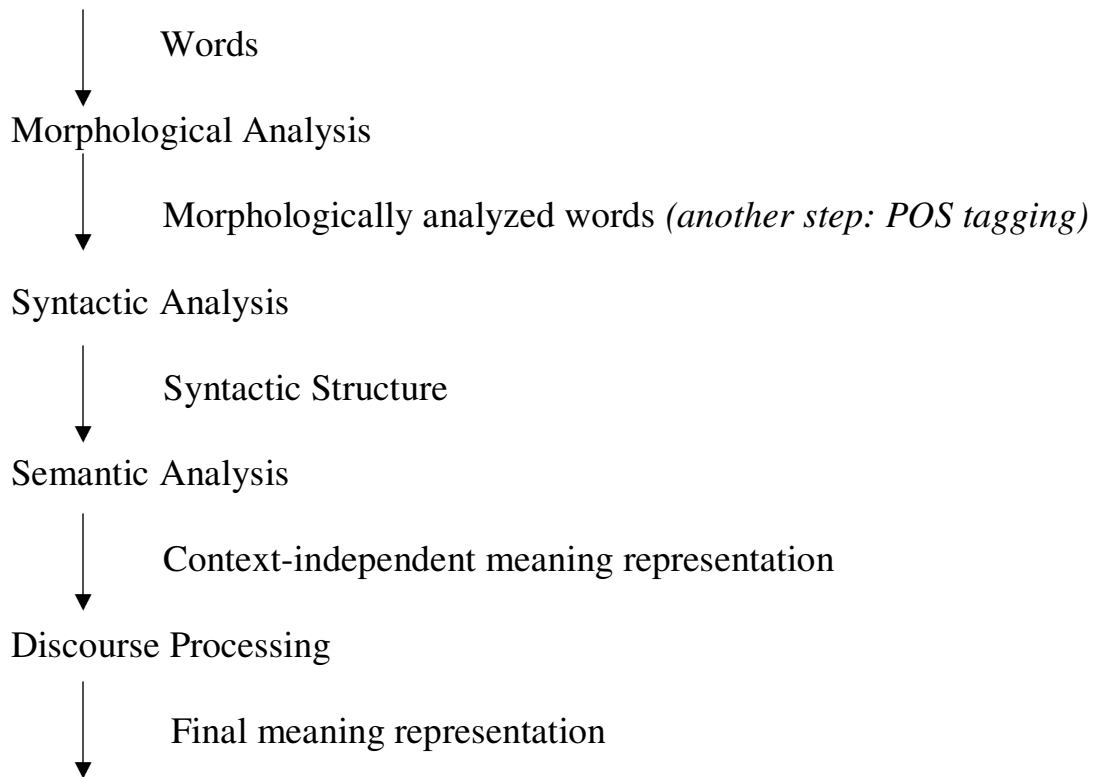 Words
Morphological Analysis
Morphologically analyzed words (another step: POS tagging)
Syntactic Analysis
Syntactic Structure
Semantic Analysis
Context-independent meaning representation
Discourse Processing
Final meaning representation